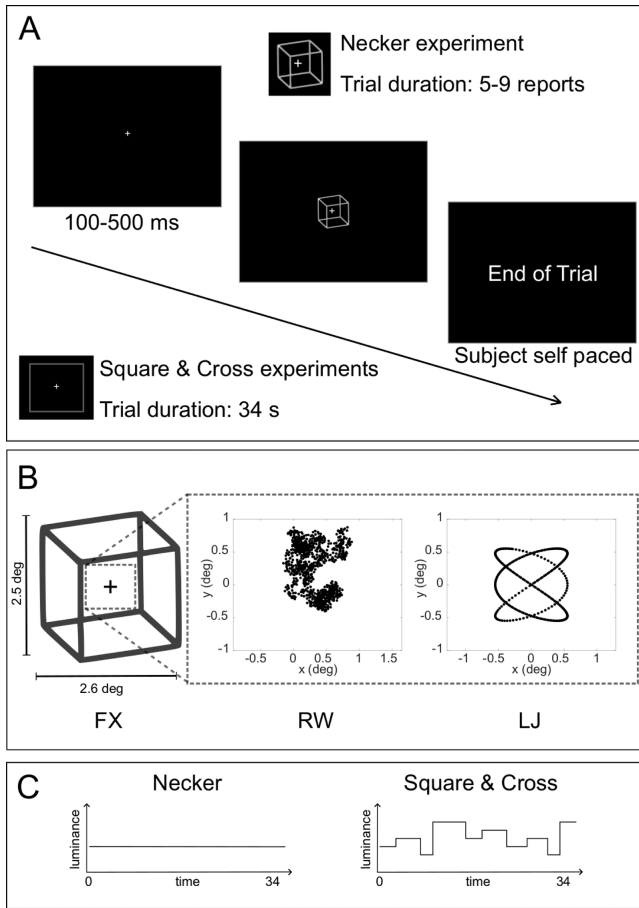 A
Necker experiment
Trial duration: 5-9 reports
100-500 ms
End of Trial
Subject self paced
Square & Cross experiments
Trial duration: 34 s
B
2.5 deg
2.6 deg
FX
1
0.5
0
-0.5
-1
y (deg)
-0.5 0 0.5 1 1.5
x (deg)
RW
1
0.5
0
-0.5
-1
y (deg)
-1 -0.5 0 0.5 1
x (deg)
LJ
C
Necker
luminance
0 time 34
Square & Cross
luminance
0 time 34